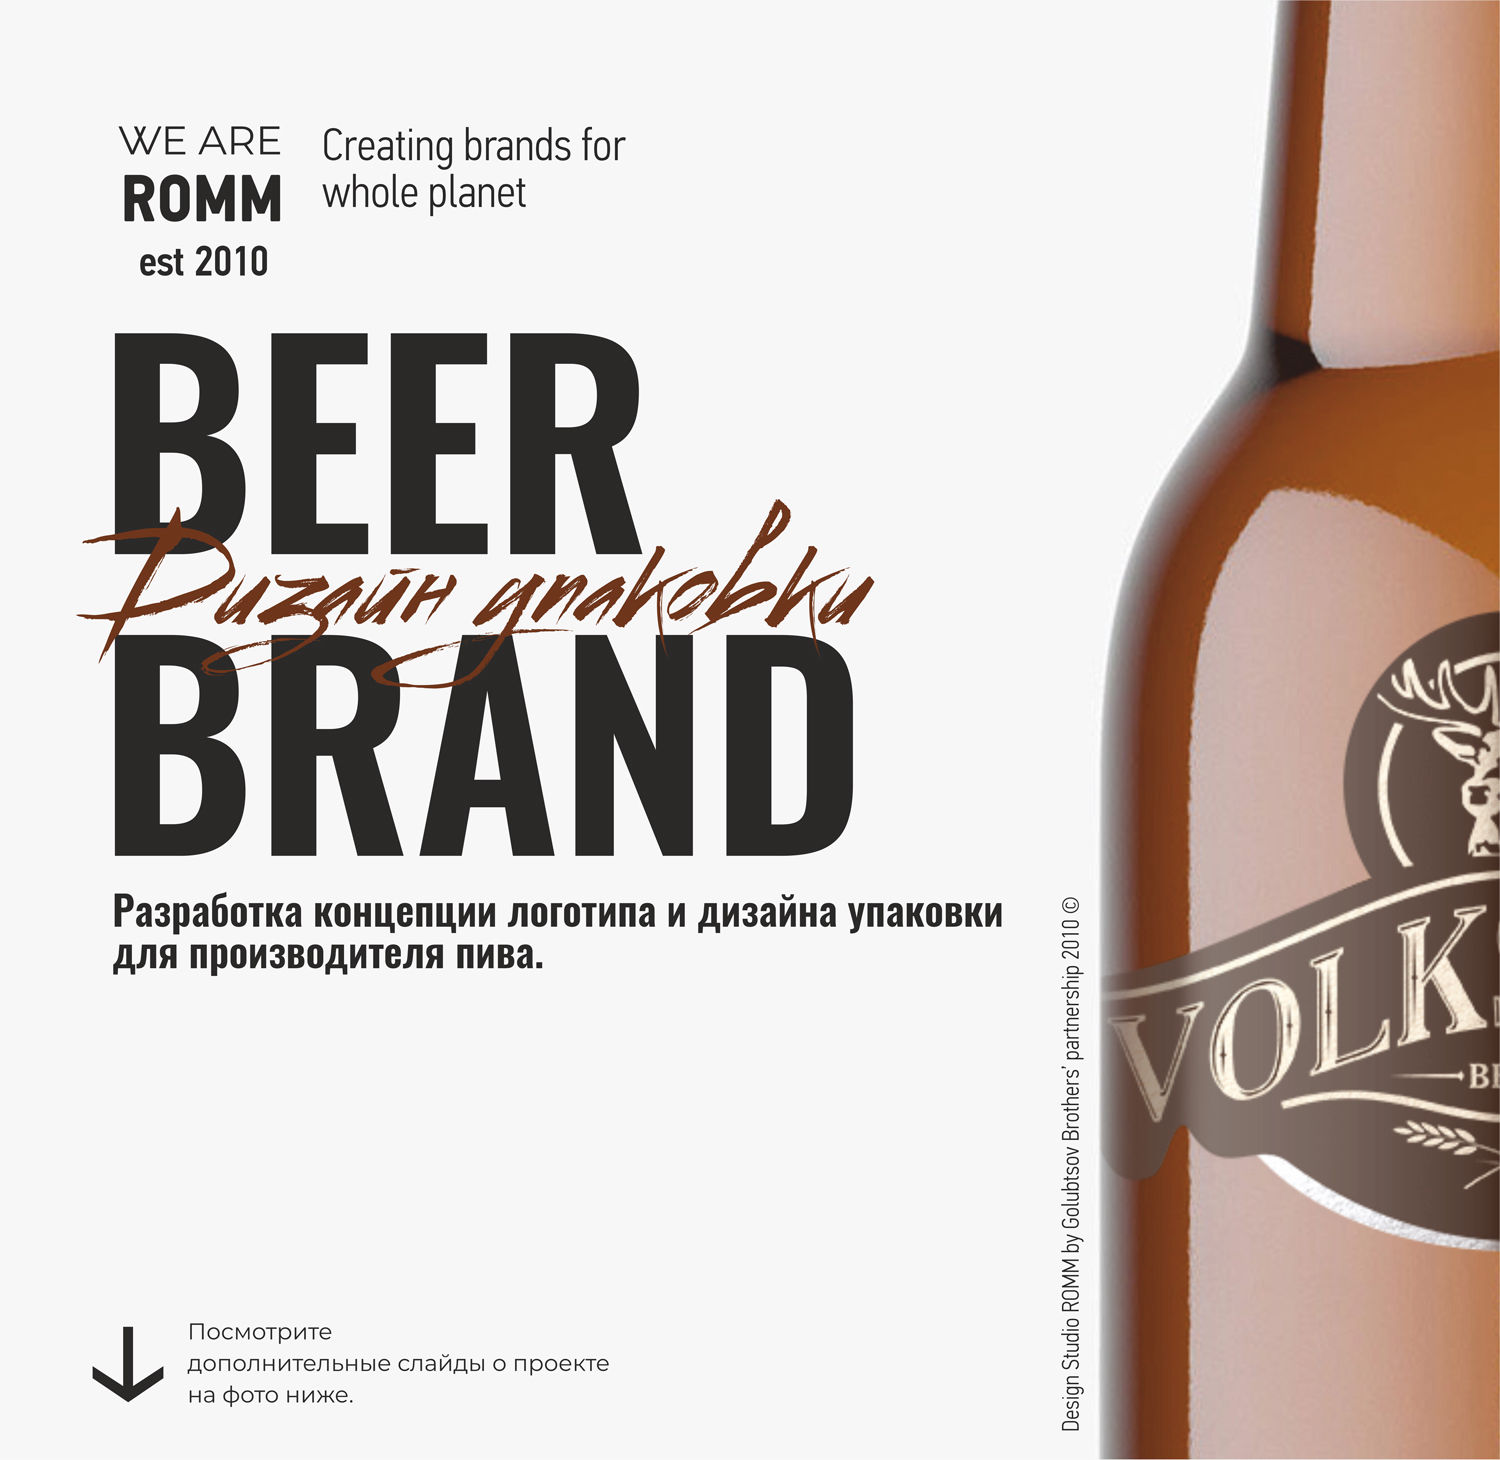 WE ARE
ROMM
est 2010
Creating brands for
whole planet
BEER
Дизайн упаковки
BRAND
Разработка концепции логотипа и дизайна упаковки
для производителя пива.
Посмотрите
дополнительные слайды о проекте
на фото ниже.
Design Studio ROMM by Golubtsov Brothers’ partnership 2010 ©
VOLK